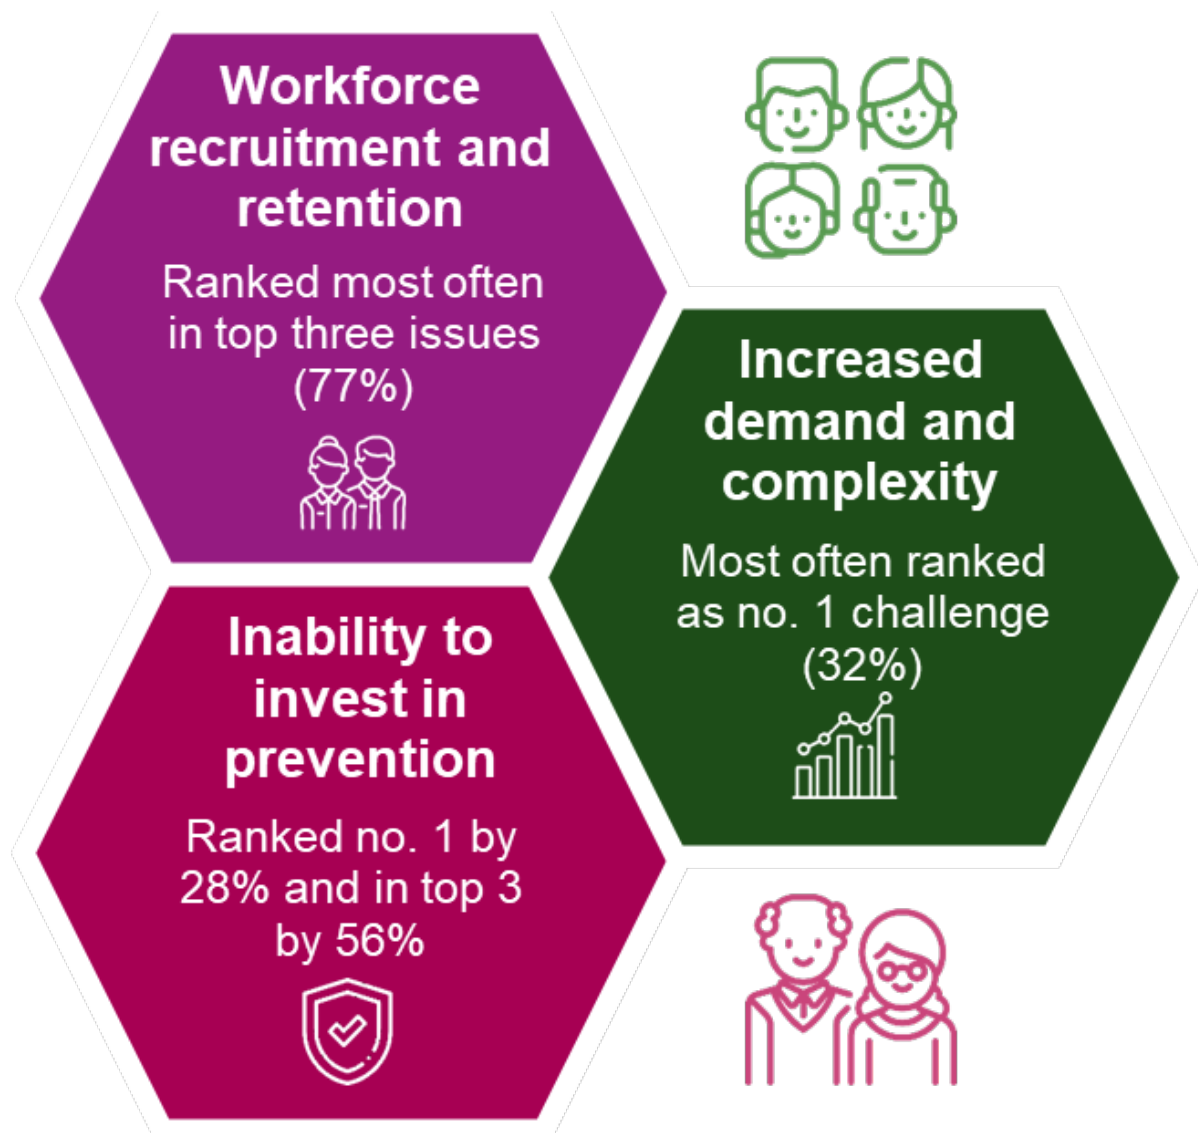 Workforce
recruitment and
retention
Ranked most often
in top three issues
(77%)
Increased
demand and
complexity
Most often ranked
as no. 1 challenge
(32%)
Inability to
invest in
prevention
Ranked no. 1 by
28% and in top 3
by 56%